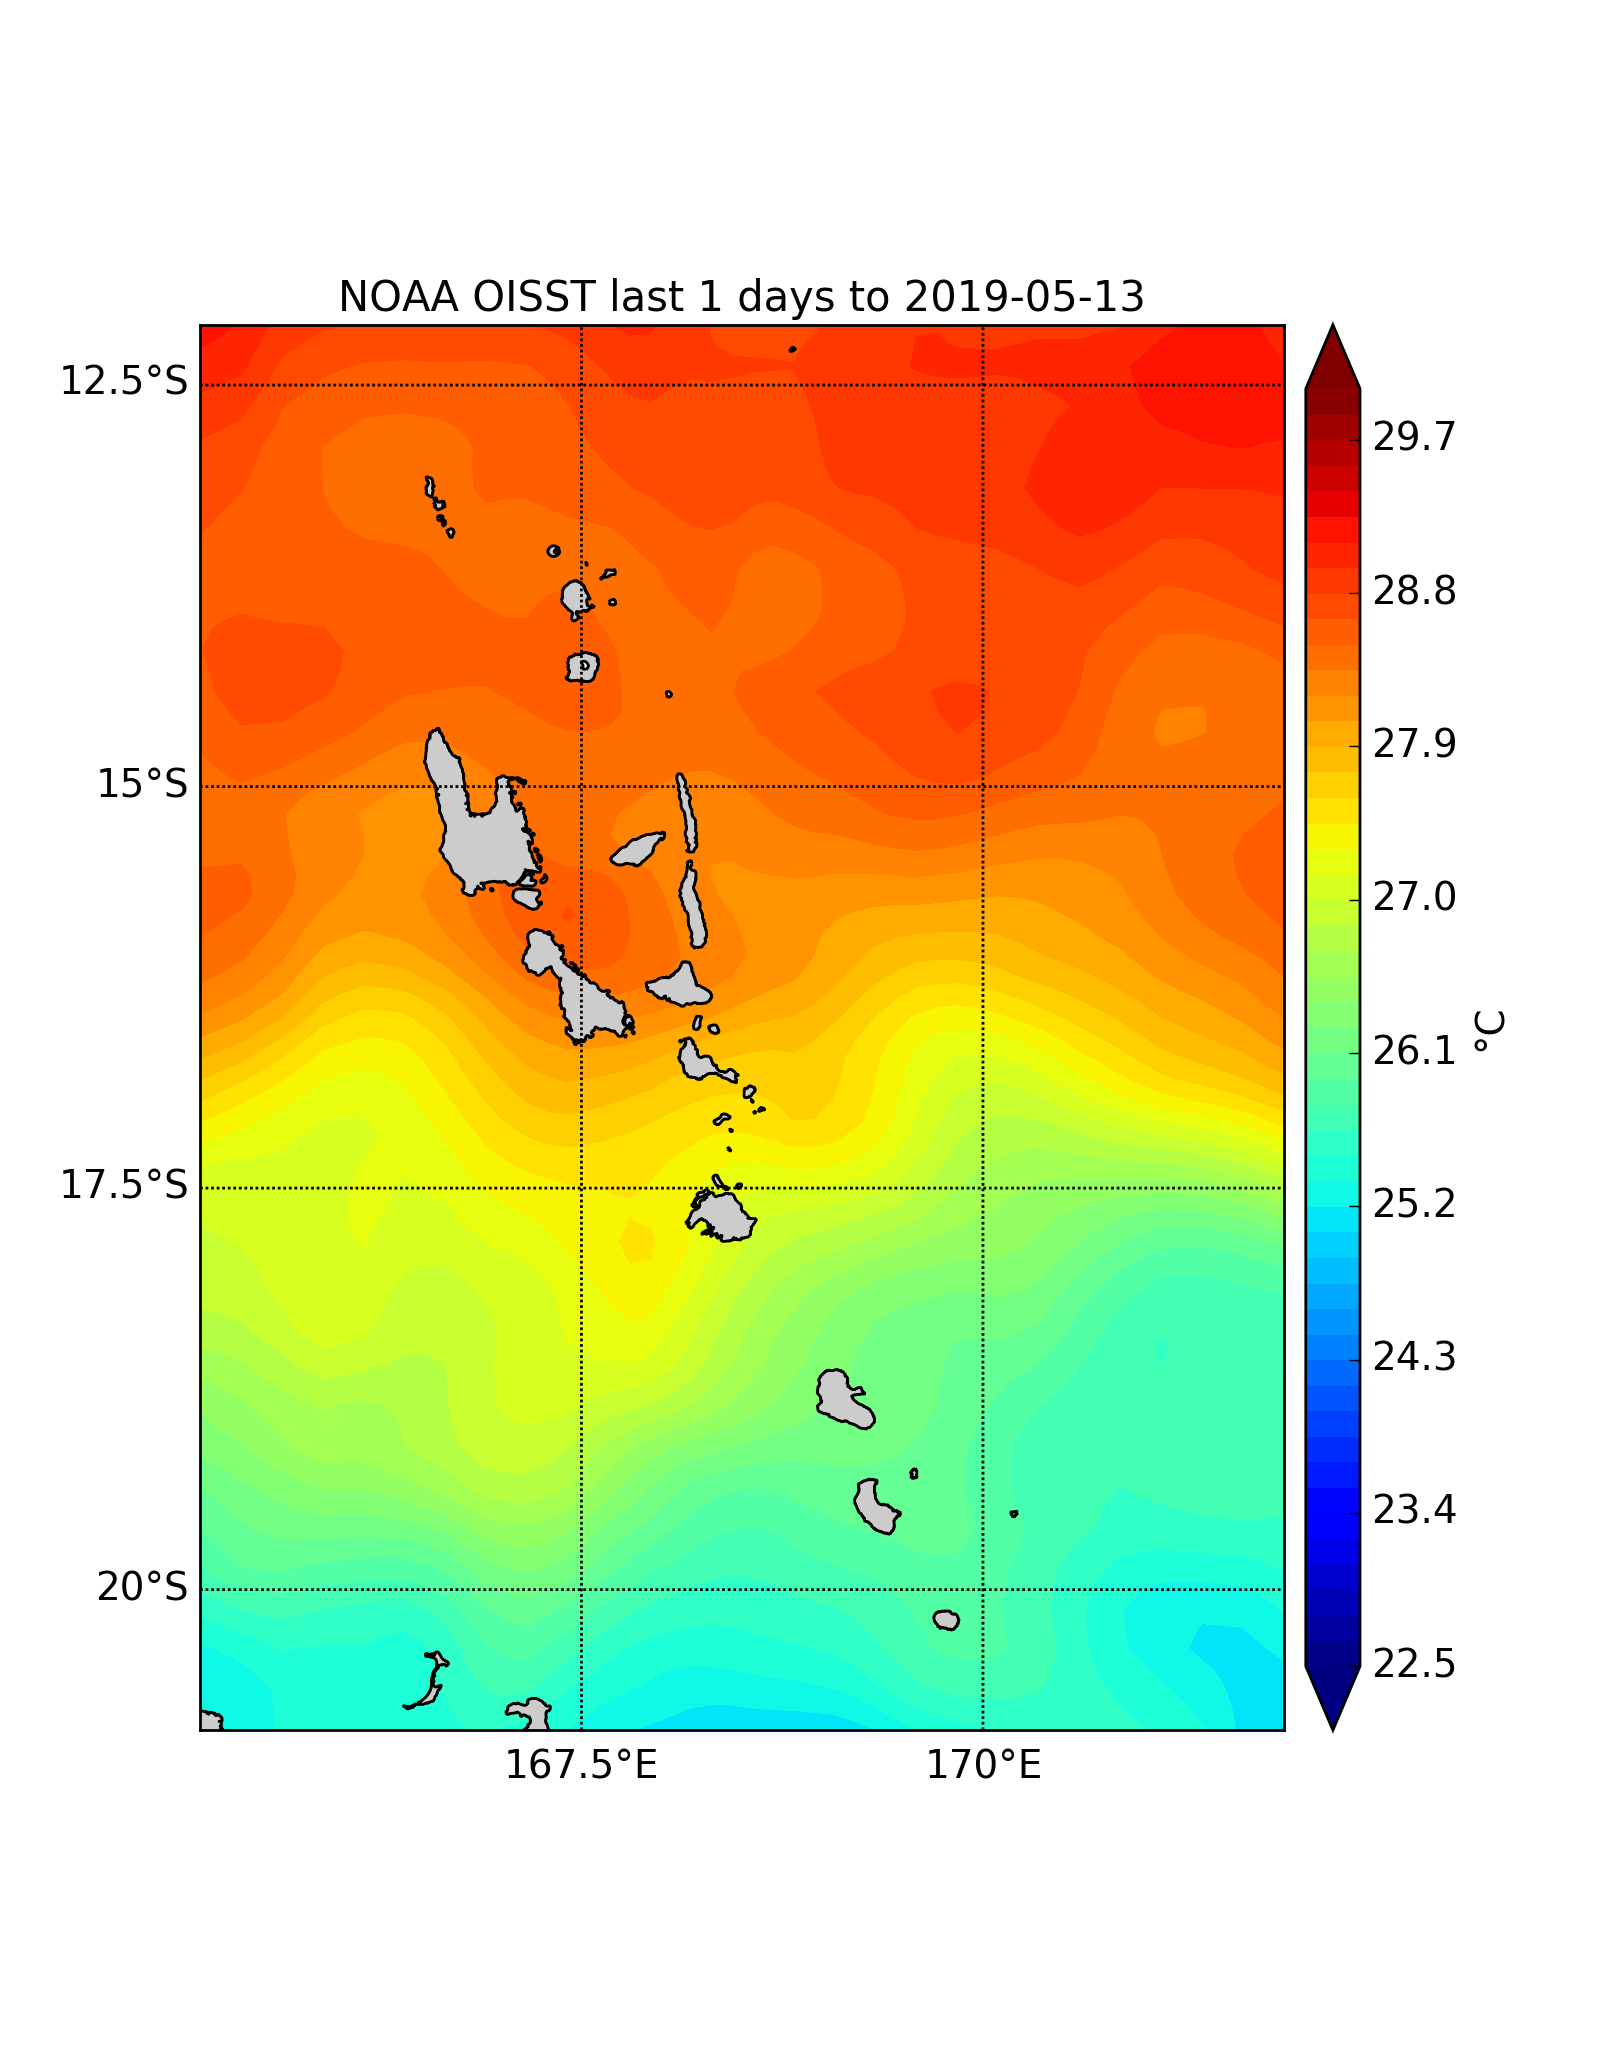 NOAA OISST last 1 days to 2019-05-13
12.5°S
15°S
17.5°S
20°S
167.5°E
170°E
29.7
28.8
27.9
27.0
26.1
25.2
24.3
23.4
22.5
°C